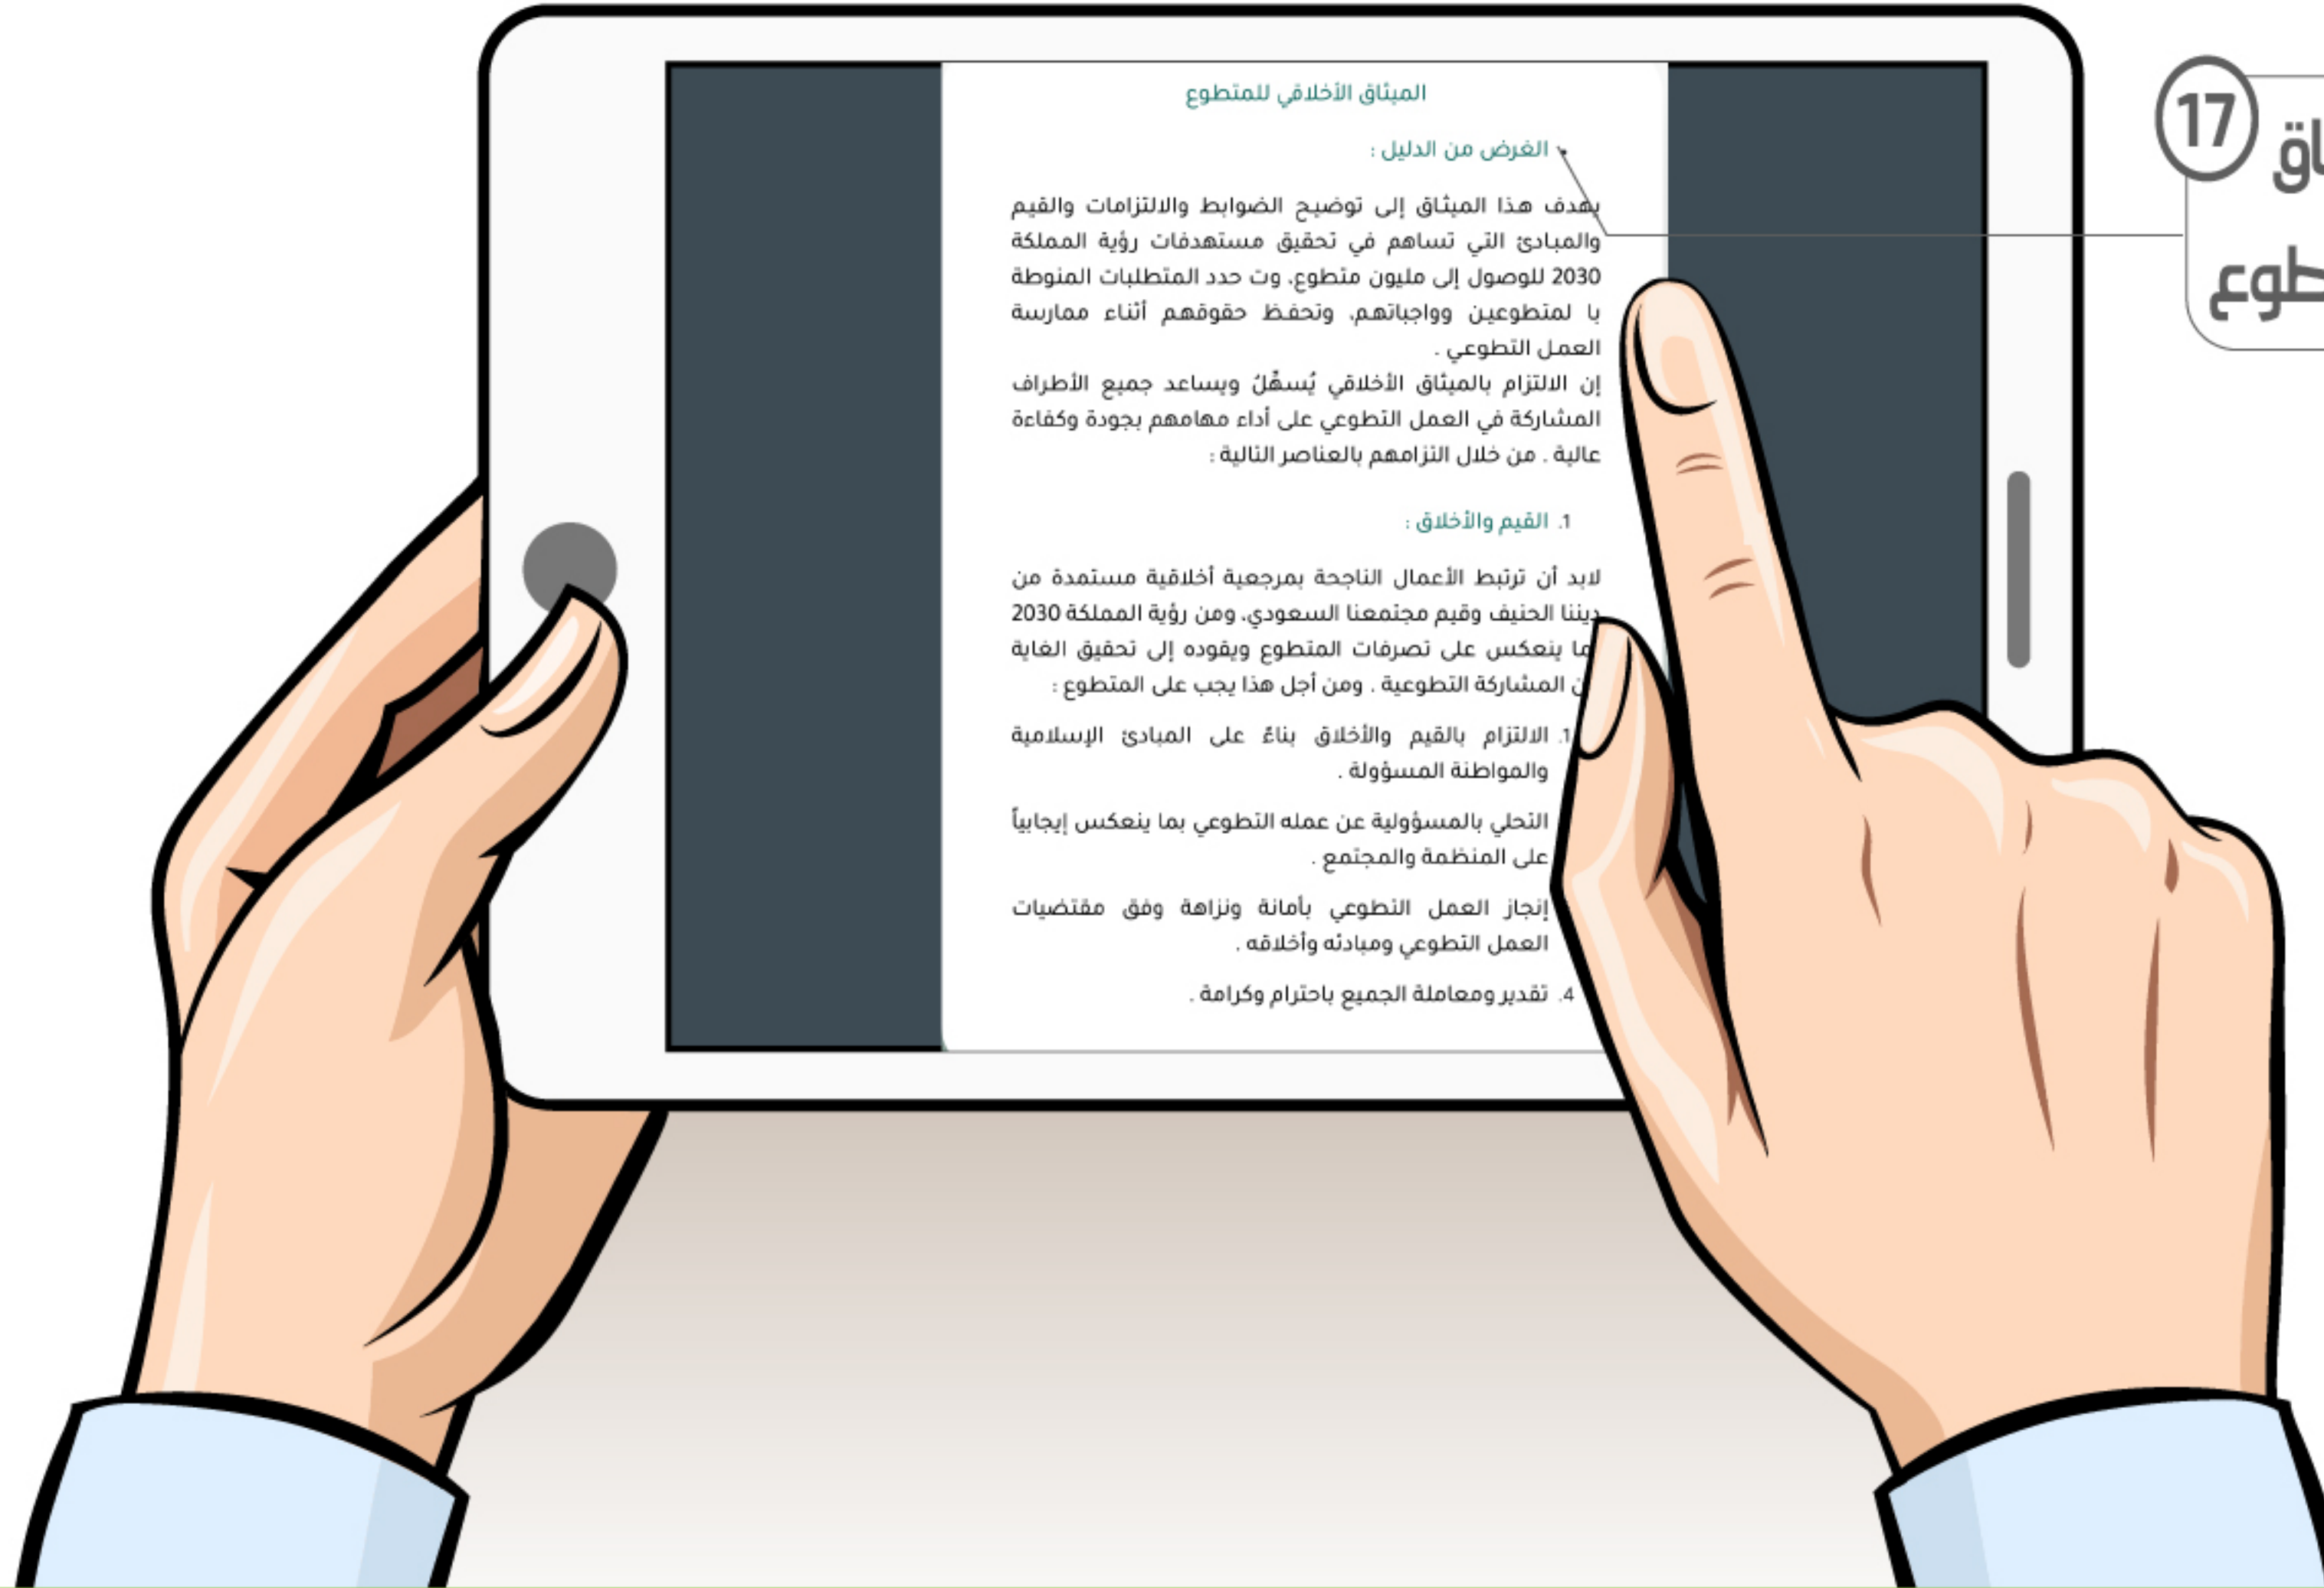 الميثاق الأخلاقي للمتطوع
• الغرض من الدليل :
يهدف هذا الميثاق إلى توضيح الضوابط والالتزامات والقيم
والمبادئ التي تساهم في تحقيق مستهدفات رؤية المملكة
2030 للوصول إلى مليون متطوع، وت حدد المتطلبات المنوطة
با لمتطوعين وواجباتهم، وتحفظ حقوقهم أثناء ممارسة
العمل التطوعي .
إن الالتزام بالميثاق الأخلاقي يُسهِّلُ ويساعد جميع الأطراف
المشاركة في العمل التطوعي على أداء مهامهم بجودة وكفاءة
عالية . من خلال التزامهم بالعناصر التالية :
1. القيم والأخلاق :
لابد أن ترتبط الأعمال الناجحة بمرجعية أخلاقية مستمدة من
ديننا الحنيف وقيم مجتمعنا السعودي، ومن رؤية المملكة 2030
ما ينعكس على تصرفات المتطوع ويقوده إلى تحقيق الغاية
المشاركة التطوعية . ومن أجل هذا يجب على المتطوع :
1. الالتزام بالقيم والأخلاق بناءً على المبادئ الإسلامية
والمواطنة المسؤولة .
التحلي بالمسؤولية عن عمله التطوعي بما ينعكس إيجابياً
على المنظمة والمجتمع .
إنجاز العمل التطوعي بأمانة ونزاهة وفق مقتضيات
العمل التطوعي ومبادئه وأخلاقه .
4. تقدير ومعاملة الجميع باحترام وكرامة .
17